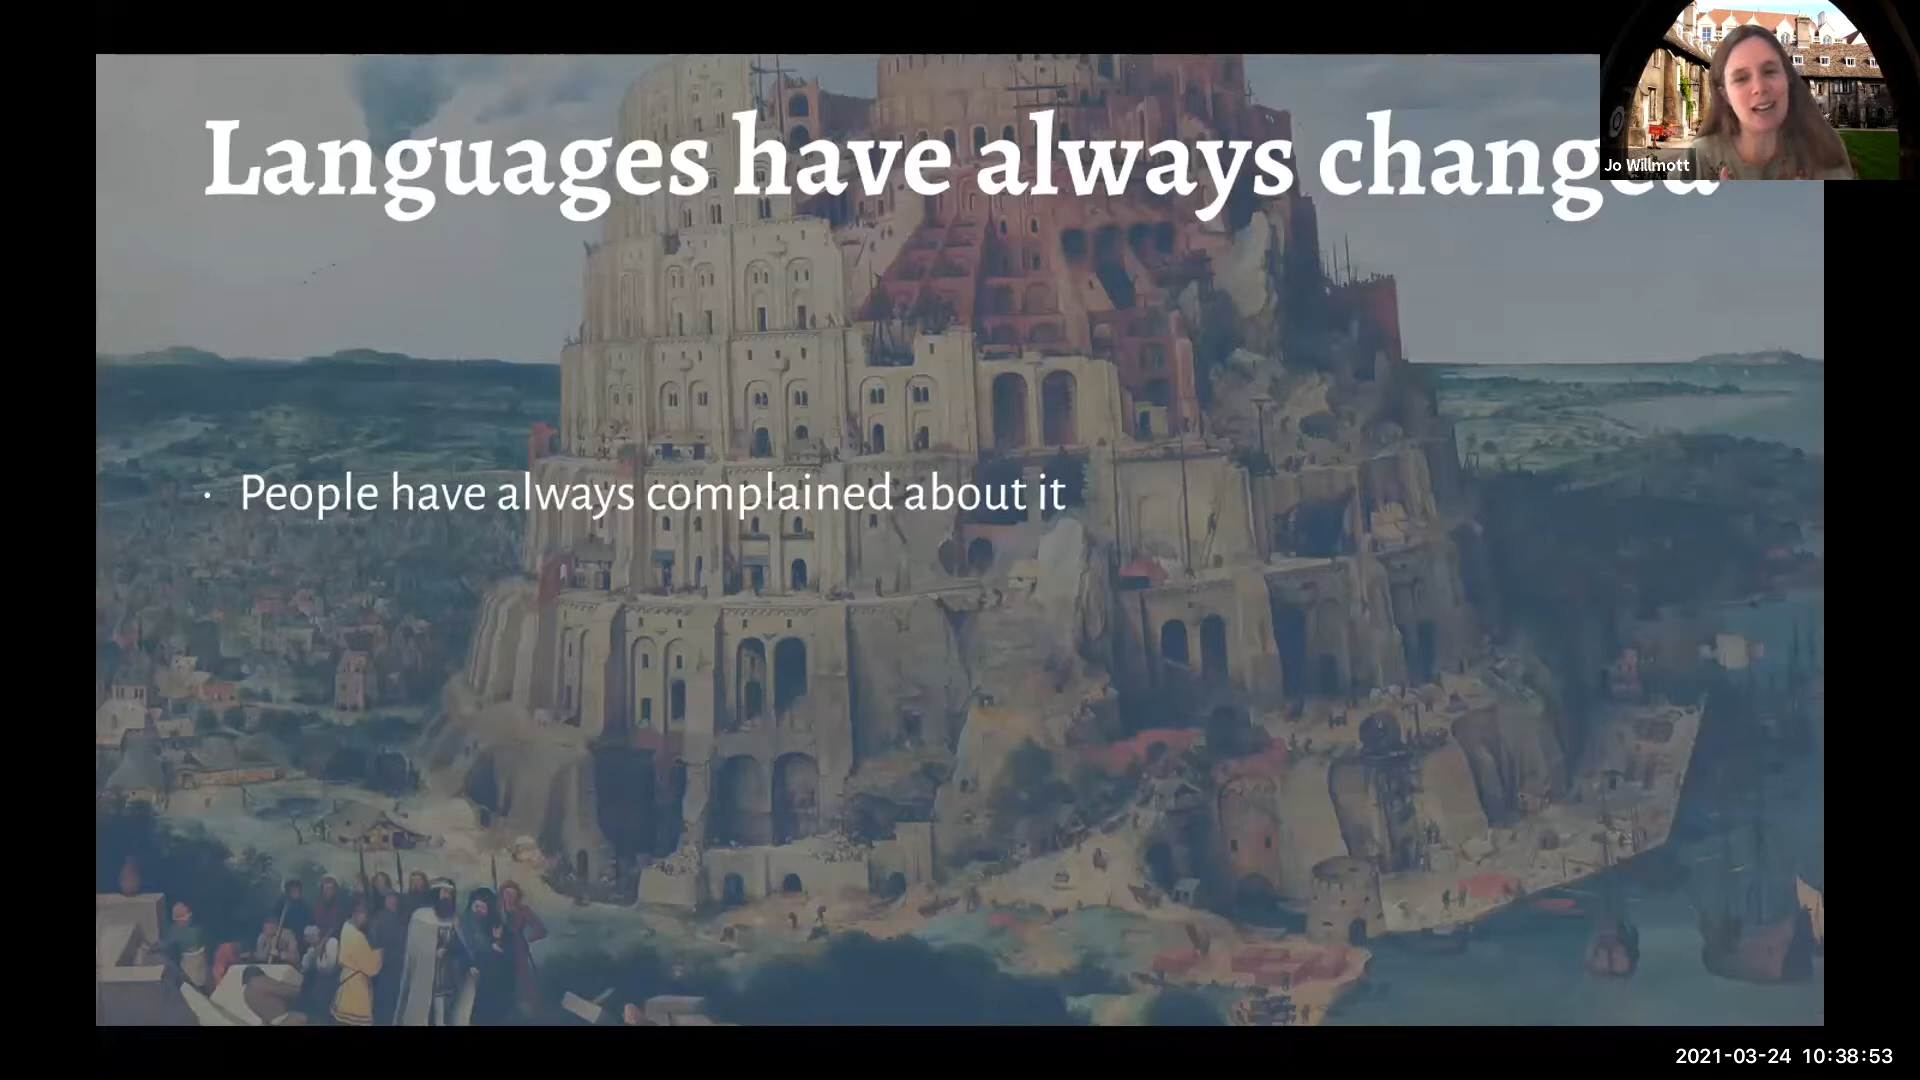 Languages have always changed
Jo Willmott
· People have always complained about it
2021-03-24 10:38:53